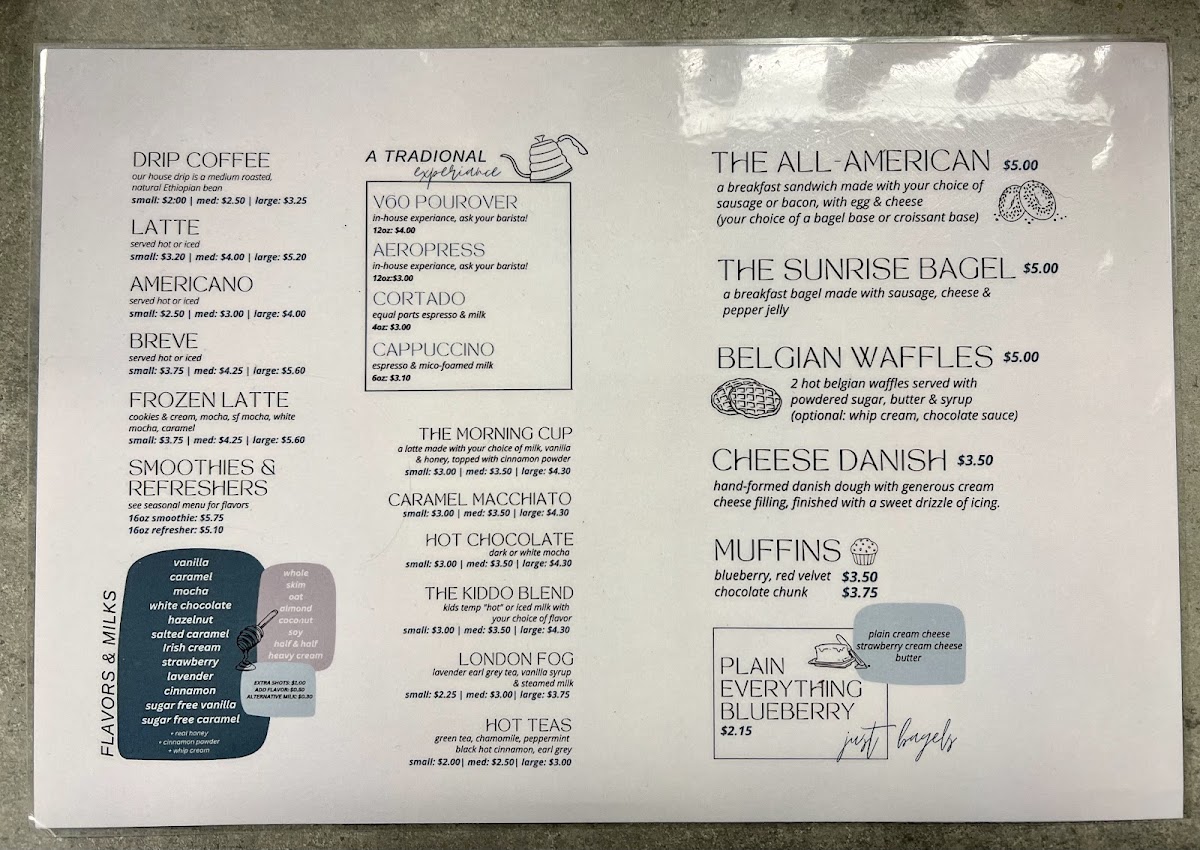 DRIP COFFEE
our house drip is a medium roasted,
natural Ethiopian bean
small: $2:00 | med: $2.50 | large: $3.25
LATTE
served hot or iced
small: $3.20 | med: $4.00 | large: $5.20
AMERICANO
served hot or iced
small: $2.50 | med: $3.00 | large: $4.00
BREVE
served hot or iced
small: $3.75 | med: $4.25 | large: $5.60
FROZEN LATTE
cookies & cream, mocha, sf mocha, white
mocha, caramel
small: $3.75 | med: $4.25 | large: $5.60
SMOOTHIES &
REFRESHERS
see seasonal menu for flavors
16oz smoothie: $5.75
16oz refresher: $5.10
FLAVORS & MILKS
vanilla
caramel
mocha
white chocolate
hazelnut
salted caramel
Irish cream
strawberry
lavender
cinnamon
sugar free vanilla
sugar free caramel
+ real honey
+ cinnamon powder
+ whip cream
whole
skim
oat
almond
coconut
soy
half & half
heavy cream
EXTRA SHOTS: $1.00
ADD FLAVOR: $0.50
ALTERNATIVE MILK: $0.30
A TRADIONAL
experiance
V60 POUROVER
in-house experiance, ask your barista!
12oz: $4.00
AEROPRESS
in-house experiance, ask your barista!
12oz:$3.00
CORTADO
equal parts espresso & milk
4oz: $3.00
CAPPUCCINO
espresso & mico-foamed milk
6oz: $3.10
THE MORNING CUP
a latte made with your choice of milk, vanilla
& honey, topped with cinnamon powder
small: $3.00 | med: $3.50 | large: $4.30
CARAMEL MACCHIATO
small: $3.00 | med: $3.50 | large: $4.30
HOT CHOCOLATE
dark or white mocha
small: $3.00 | med: $3.50 | large: $4.30
THE KIDDO BLEND
kids temp "hot" or iced milk with
your choice of flavor
small: $3.00 | med: $3.50 | large: $4.30
LONDON FOG
lavender earl grey tea, vanilla syrup
& steamed milk
small: $2.25 | med: $3.00| large: $3.75
HOT TEAS
green tea, chamomile, peppermint
black hot cinnamon, earl grey
small: $2.00| med: $2.50| large: $3.00
THE ALL-AMERICAN $5.00
a breakfast sandwich made with your choice of
sausage or bacon, with egg & cheese
(your choice of a bagel base or croissant base)
THE SUNRISE BAGEL $5.00
a breakfast bagel made with sausage, cheese &
pepper jelly
BELGIAN WAFFLES $5.00
2 hot belgian waffles served with
powdered sugar, butter & syrup
(optional: whip cream, chocolate sauce)
CHEESE DANISH $3.50
hand-formed danish dough with generous cream
cheese filling, finished with a sweet drizzle of icing.
MUFFINS
blueberry, red velvet $3.50
chocolate chunk $3.75
plain cream cheese
strawberry cream cheese
butter
PLAIN
EVERYTHING
BLUEBERRY
$2.15
just bagels